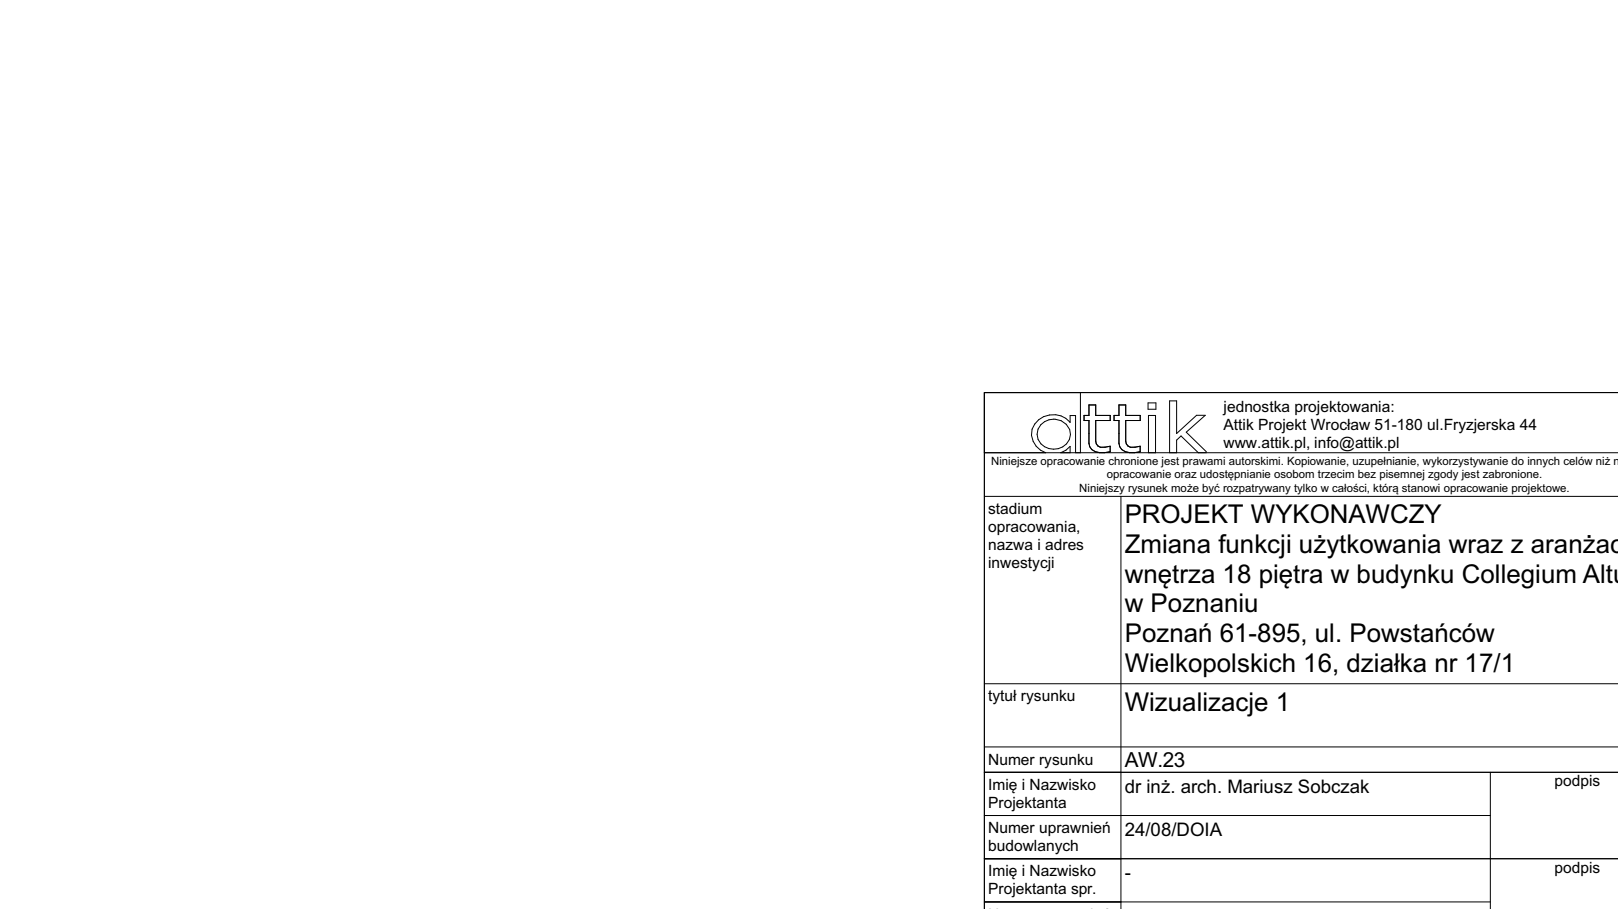 attik
jednostka projektowania:
Attik Projekt Wrocław 51-180 ul.Fryzjerska 44
www.attik.pl, info@attik.pl
Niniejsze opracowanie chronione jest prawami autorskimi. Kopiowanie, uzupełnianie, wykorzystywanie do innych celów niż
opracowanie oraz udostępnianie osobom trzecim bez pisemnej zgody jest zabronione.
Niniejszy rysunek może być rozpatrywany tylko w całości, którą stanowi opracowanie projektowe.
stadium
opracowania,
nazwa i adres
inwestycji
PROJEKT WYKONAWCZY
Zmiana funkcji użytkowania wraz z
wnętrza 18 piętra w budynku Collegium
w Poznaniu
Poznań 61-895, ul. Powstańców
Wielkopolskich 16, działka nr 17/1
tytuł rysunku
Wizualizacje 1
Numer rysunku
AW.23
Imię i Nazwisko
Projektanta
dr inż. arch. Mariusz Sobczak
podpis
Numer uprawnień
budowlanych
24/08/DOIA
Imię i Nazwisko
Projektanta spr.
-
podpis